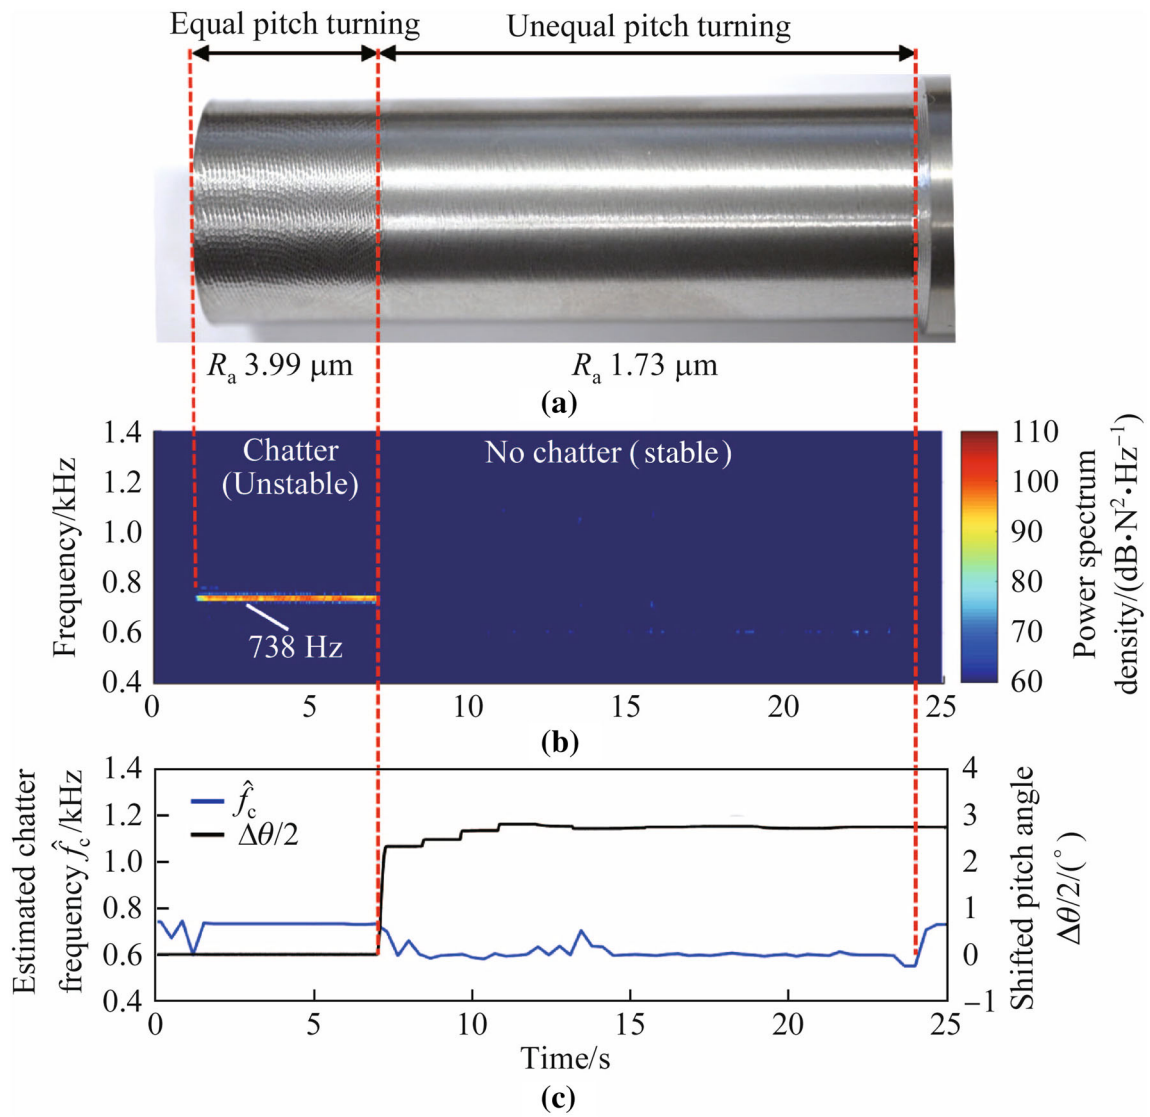 Equal pitch turning
Unequal pitch turning
Rₐ 3.99 μm
Rₐ 1.73 μm
(a)
1.4
1.2
1.0
0.8
0.6
0.4
Frequency/kHz
Chatter
(Unstable)
No chatter (stable)
738 Hz
0
5
10
15
20
25
110
100
90
80
70
60
Power spectrum
density/(dB•N²•Hz⁻¹)
(b)
1.4
1.2
1.0
0.8
0.6
0.4
Estimated chatter
frequency f̂c/kHz
f̂c
Δθ/2
4
3
2
1
0
−1
Shifted pitch angle
Δθ/2/(°)
0
5
10
15
20
25
Time/s
(c)